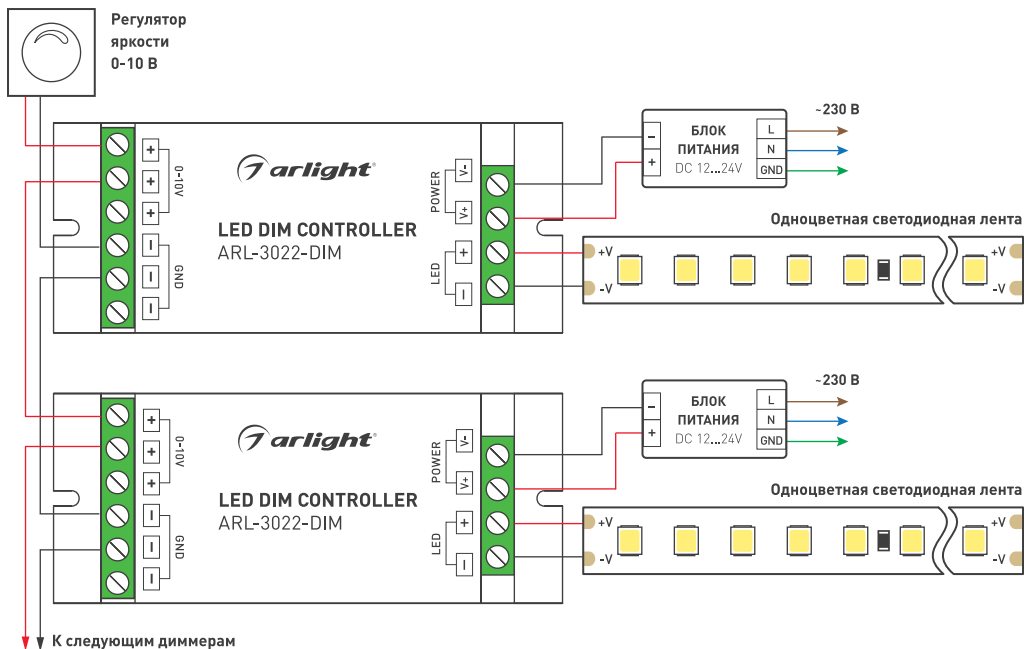 Регулятор
яркости
0-10 В
+
+
+
−
−
−
0-10V
GND
arlight®
LED DIM CONTROLLER
ARL-3022-DIM
POWER
V-
V+
LED
+
−
−
+
БЛОК
ПИТАНИЯ
DC 12...24V
L
N
GND
~230 В
Одноцветная светодиодная лента
+V
-V
+V
-V
+
+
+
−
−
−
0-10V
GND
arlight®
LED DIM CONTROLLER
ARL-3022-DIM
POWER
V-
V+
LED
+
−
−
+
БЛОК
ПИТАНИЯ
DC 12...24V
L
N
GND
~230 В
Одноцветная светодиодная лента
+V
-V
+V
-V
К следующим диммерам